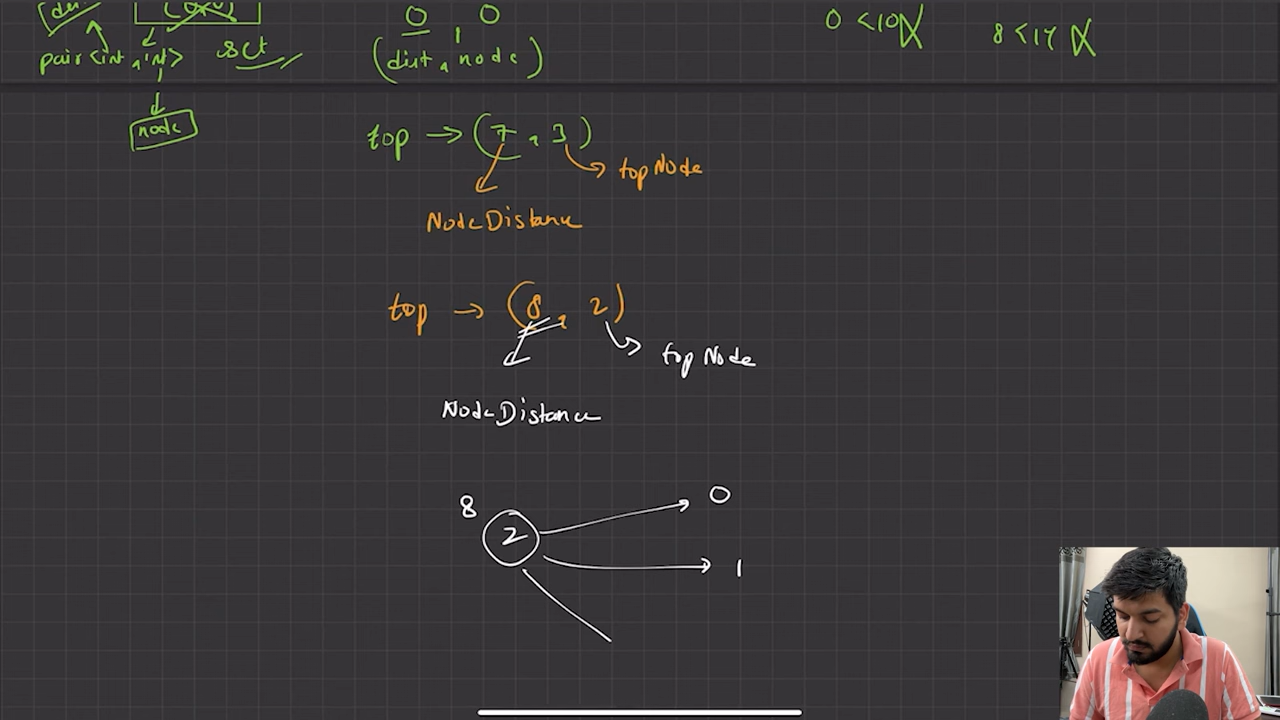 0 0
0 <10
8 <14
pair<int, int> set
(dist, node)
node
top → (7, 3)
topNode
NodeDistance
top → (8, 2)
topNode
NodeDistance
8
2
0
1